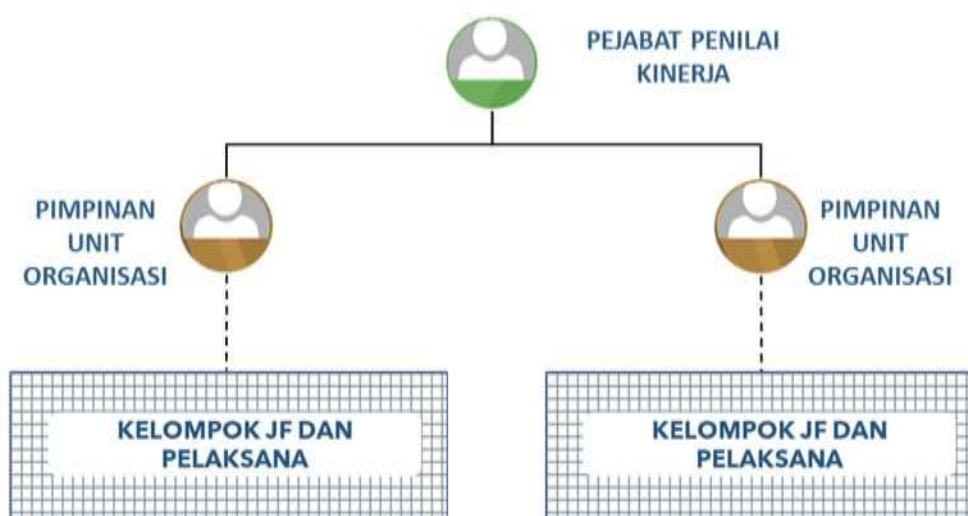 PEJABAT PENILAI
KINERJA
PIMPINAN
UNIT
ORGANISASI
PIMPINAN
UNIT
ORGANISASI
KELOMPOK JF DAN
PELAKSANA
KELOMPOK JF DAN
PELAKSANA